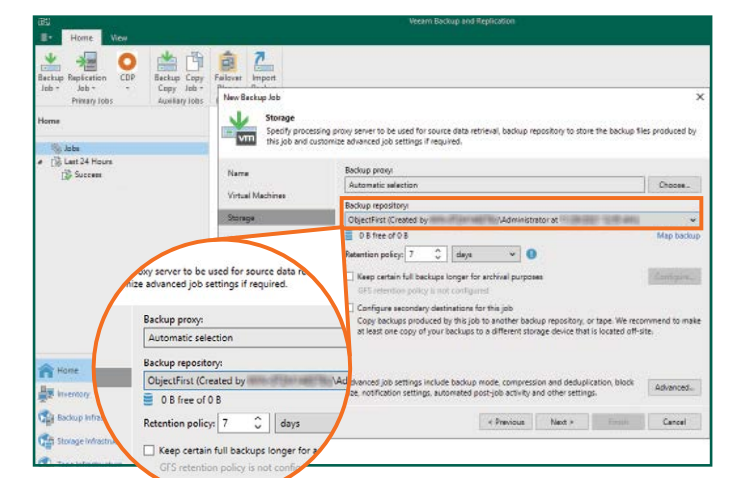 Veeam Backup and Replication
Home View
Backup Job Replication Job CDP Backup Copy Copy Job Failover Import
Primary Jobs Auxiliary Jobs
Home
Jobs
Last 24 Hours
Success
Home
Inventory
Backup Infra
Storage Infrastru
New Backup Job
Storage
Specify processing proxy server to be used for source data retrieval, backup repository to store the backup files produced by
this job and customize advanced job settings if required.
Name
Virtual Machines
Storage
Backup proxy:
Automatic selection Choose...
Backup repository:
ObjectFirst (Created by \Administrator at
0 B free of 0 B Map backup
Retention policy: 7 days
Keep certain full backups longer for archival purposes Configure...
GFS retention policy is not configured
Configure secondary destinations for this job
Copy backups produced by this job to another backup repository, or tape. We recommend to make
at least one copy of your backups to a different storage device that is located off-site.
Advanced job settings include backup mode, compression and deduplication, block
ize, notification settings, automated post-job activity and other settings. Advanced...
< Previous Next > Finish Cancel
oxy server to be used for source data re
mize advanced job settings if required.
Backup proxy:
Automatic selection
Backup repository:
ObjectFirst (Created by \Ad
0 B free of 0 B
Retention policy: 7 days
Keep certain full backups longer for a
GFS retention policy is not config